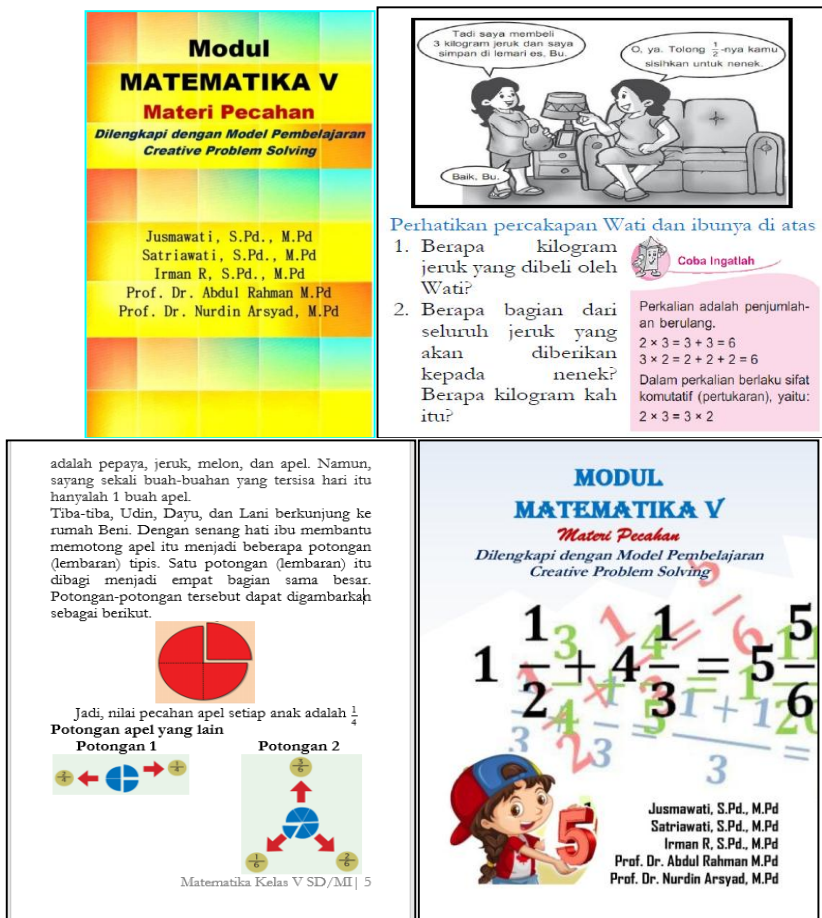 Modul
MATEMATIKA V
Materi Pecahan
Dilengkapi dengan Model Pembelajaran
Creative Problem Solving
Jusmawati, S.Pd., M.Pd
Satriawati, S.Pd., M.Pd
Irman R, S.Pd., M.Pd
Prof. Dr. Abdul Rahman M.Pd
Prof. Dr. Nurdin Arsyad, M.Pd
Tadi saya membeli
3 kilogram jeruk dan saya
simpan di lemari es, Bu.
O, ya. Tolong 1/2-nya kamu
sisihkan untuk nenek.
Baik, Bu.
Perhatikan percakapan Wati dan ibunya di atas
1. Berapa kilogram
jeruk yang dibeli oleh
Wati?
2. Berapa bagian dari
seluruh jeruk yang
akan diberikan
kepada nenek?
Berapa kilogram kah
itu?
Coba Ingatlah
Perkalian adalah penjumlah-
an berulang.
2 × 3 = 3 + 3 = 6
3 × 2 = 2 + 2 + 2 = 6
Dalam perkalian berlaku sifat
komutatif (pertukaran), yaitu:
2 × 3 = 3 × 2
adalah pepaya, jeruk, melon, dan apel. Namun,
sayang sekali buah-buahan yang tersisa hari itu
hanyalah 1 buah apel.
Tiba-tiba, Udin, Dayu, dan Lani berkunjung ke
rumah Beni. Dengan senang hati ibu membantu
memotong apel itu menjadi beberapa potongan
(lembaran) tipis. Satu potongan (lembaran) itu
dibagi menjadi empat bagian sama besar.
Potongan-potongan tersebut dapat digambarkan
sebagai berikut.
Jadi, nilai pecahan apel setiap anak adalah 1/4
Potongan apel yang lain
Potongan 1 Potongan 2
1/4
3/6
1/6
2/6
Matematika Kelas V SD/MI| 5
MODUL
MATEMATIKA V
Materi Pecahan
Dilengkapi dengan Model Pembelajaran
Creative Problem Solving
1 1/2 + 4 1/3 = 5 5/6
5
Jusmawati, S.Pd., M.Pd
Satriawati, S.Pd., M.Pd
Irman R, S.Pd., M.Pd
Prof. Dr. Abdul Rahman M.Pd
Prof. Dr. Nurdin Arsyad, M.Pd